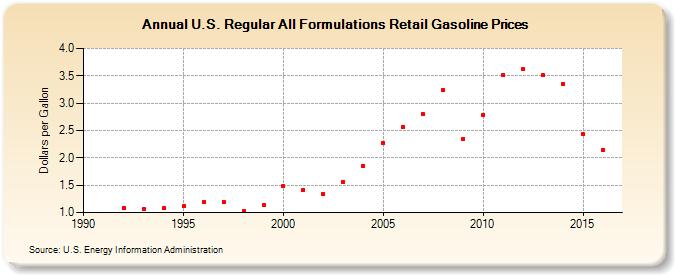 Annual U.S. Regular All Formulations Retail Gasoline Prices
Dollars per Gallon
4.0
3.5
3.0
2.5
2.0
1.5
1.0
1990 1995 2000 2005 2010 2015
Source: U.S. Energy Information Administration